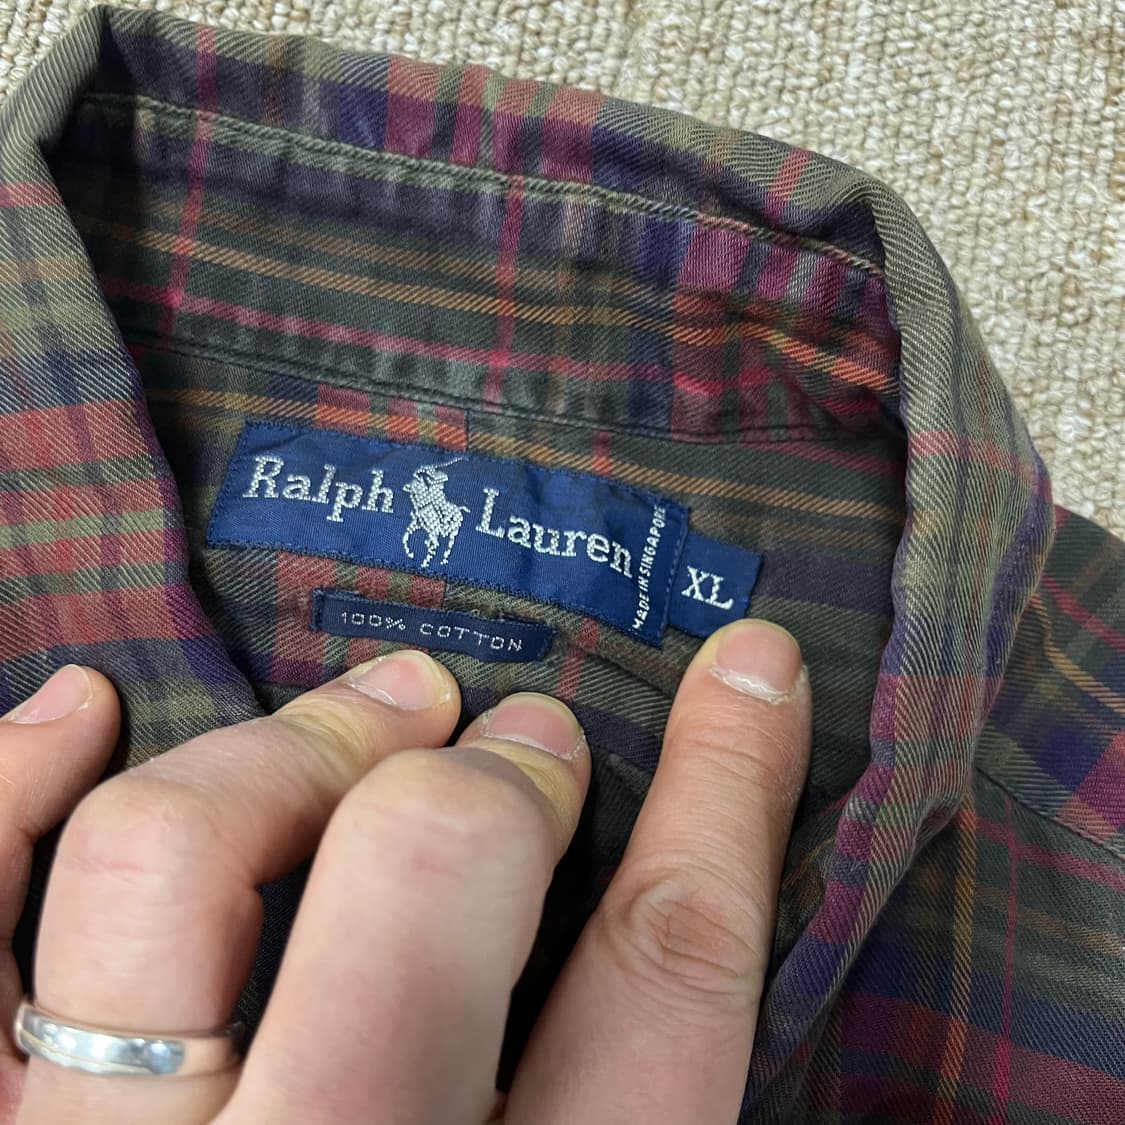 Ralph Lauren
MADE IN SINGAPORE
XL
100% COTTON